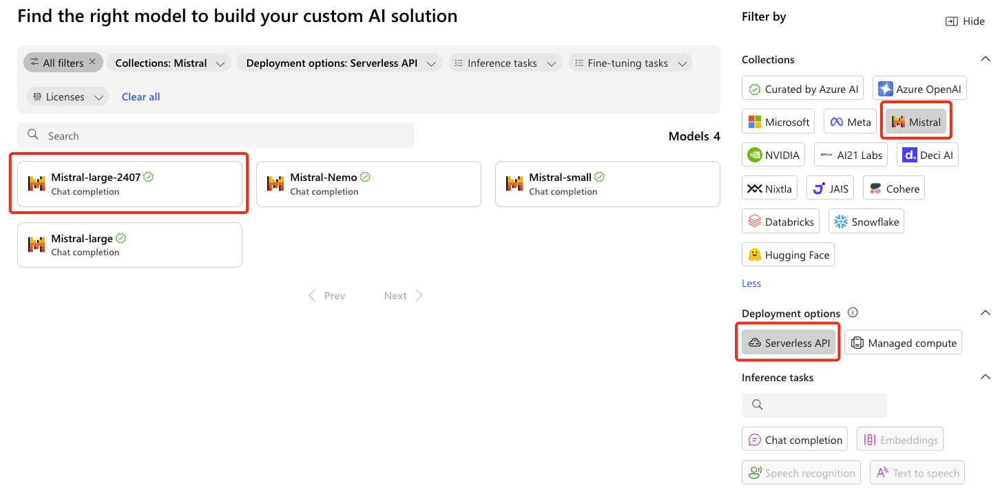 Find the right model to build your custom AI solution
All filters Collections: Mistral Deployment options: Serverless API Inference tasks Fine-tuning tasks
Licenses Clear all
Search
Models 4
Mistral-large-2407
Chat completion
Mistral-Nemo
Chat completion
Mistral-small
Chat completion
Mistral-large
Chat completion
Prev Next
Filter by
Hide
Collections
Curated by Azure AI Azure OpenAI
Microsoft Meta Mistral
NVIDIA AI21 Labs Deci AI
Nixtla JAIS Cohere
Databricks Snowflake
Hugging Face
Less
Deployment options
Serverless API Managed compute
Inference tasks
Chat completion Embeddings
Speech recognition Text to speech